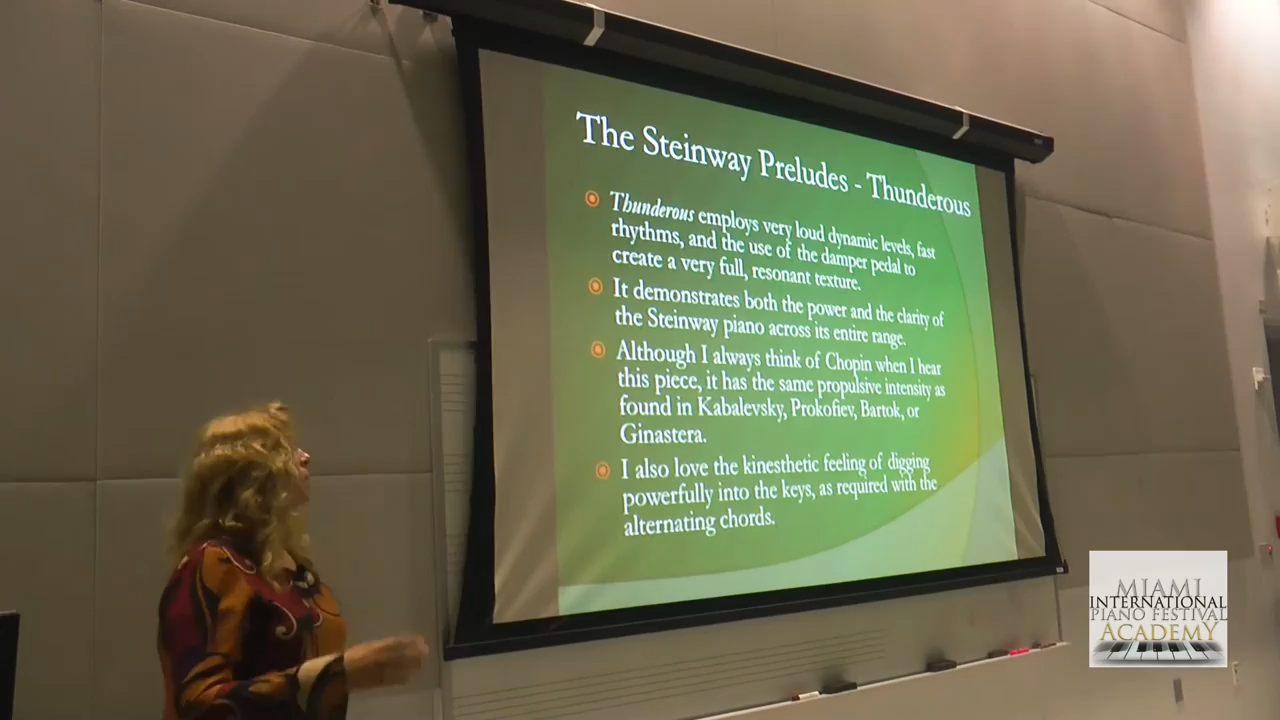 The Steinway Preludes - Thunderous
Thunderous employs very loud dynamic levels, fast
rhythms, and the use of the damper pedal to
create a very full, resonant texture.
It demonstrates both the power and the clarity of
the Steinway piano across its entire range.
Although I always think of Chopin when I hear
this piece, it has the same propulsive intensity as
found in Kabalevsky, Prokofiev, Bartok, or
Ginastera.
I also love the kinesthetic feeling of digging
powerfully into the keys, as required with the
alternating chords.
MIAMI
INTERNATIONAL
PIANO FESTIVAL
ACADEMY